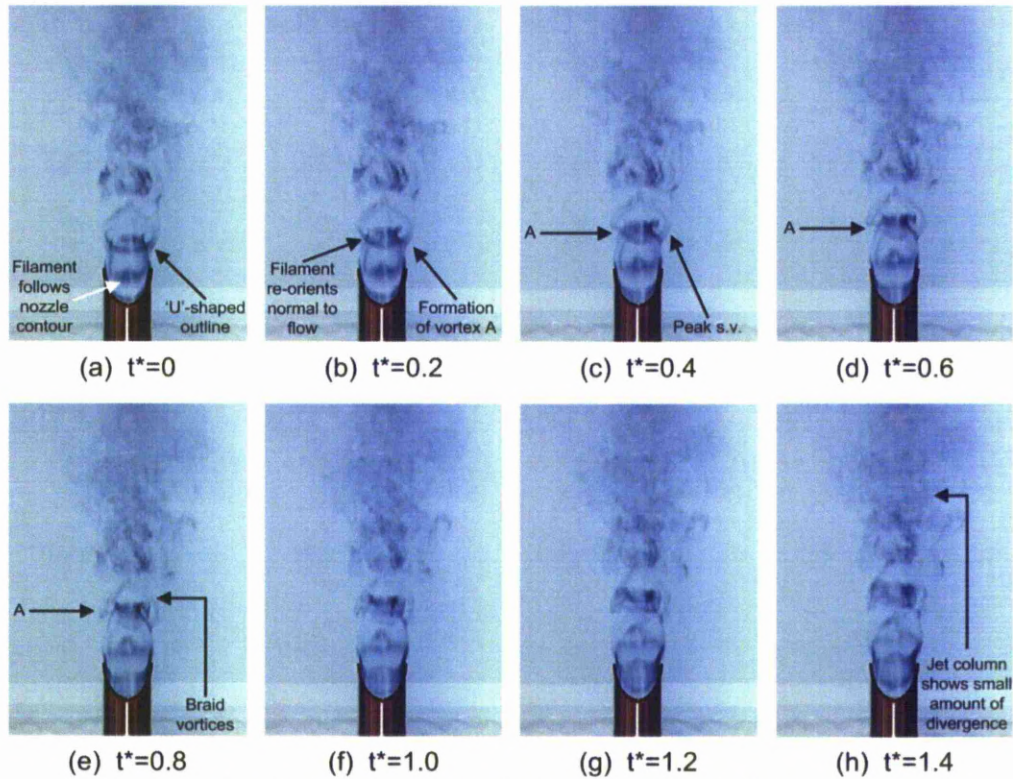 Filament
follows
nozzle
contour
'U'-shaped
outline
(a) t*=0
Filament
re-orients
normal to
flow
Formation
of vortex A
(b) t*=0.2
A
Peak s.v.
(c) t*=0.4
A
(d) t*=0.6
A
Braid
vortices
(e) t*=0.8
(f) t*=1.0
(g) t*=1.2
Jet column
shows small
amount of
divergence
(h) t*=1.4